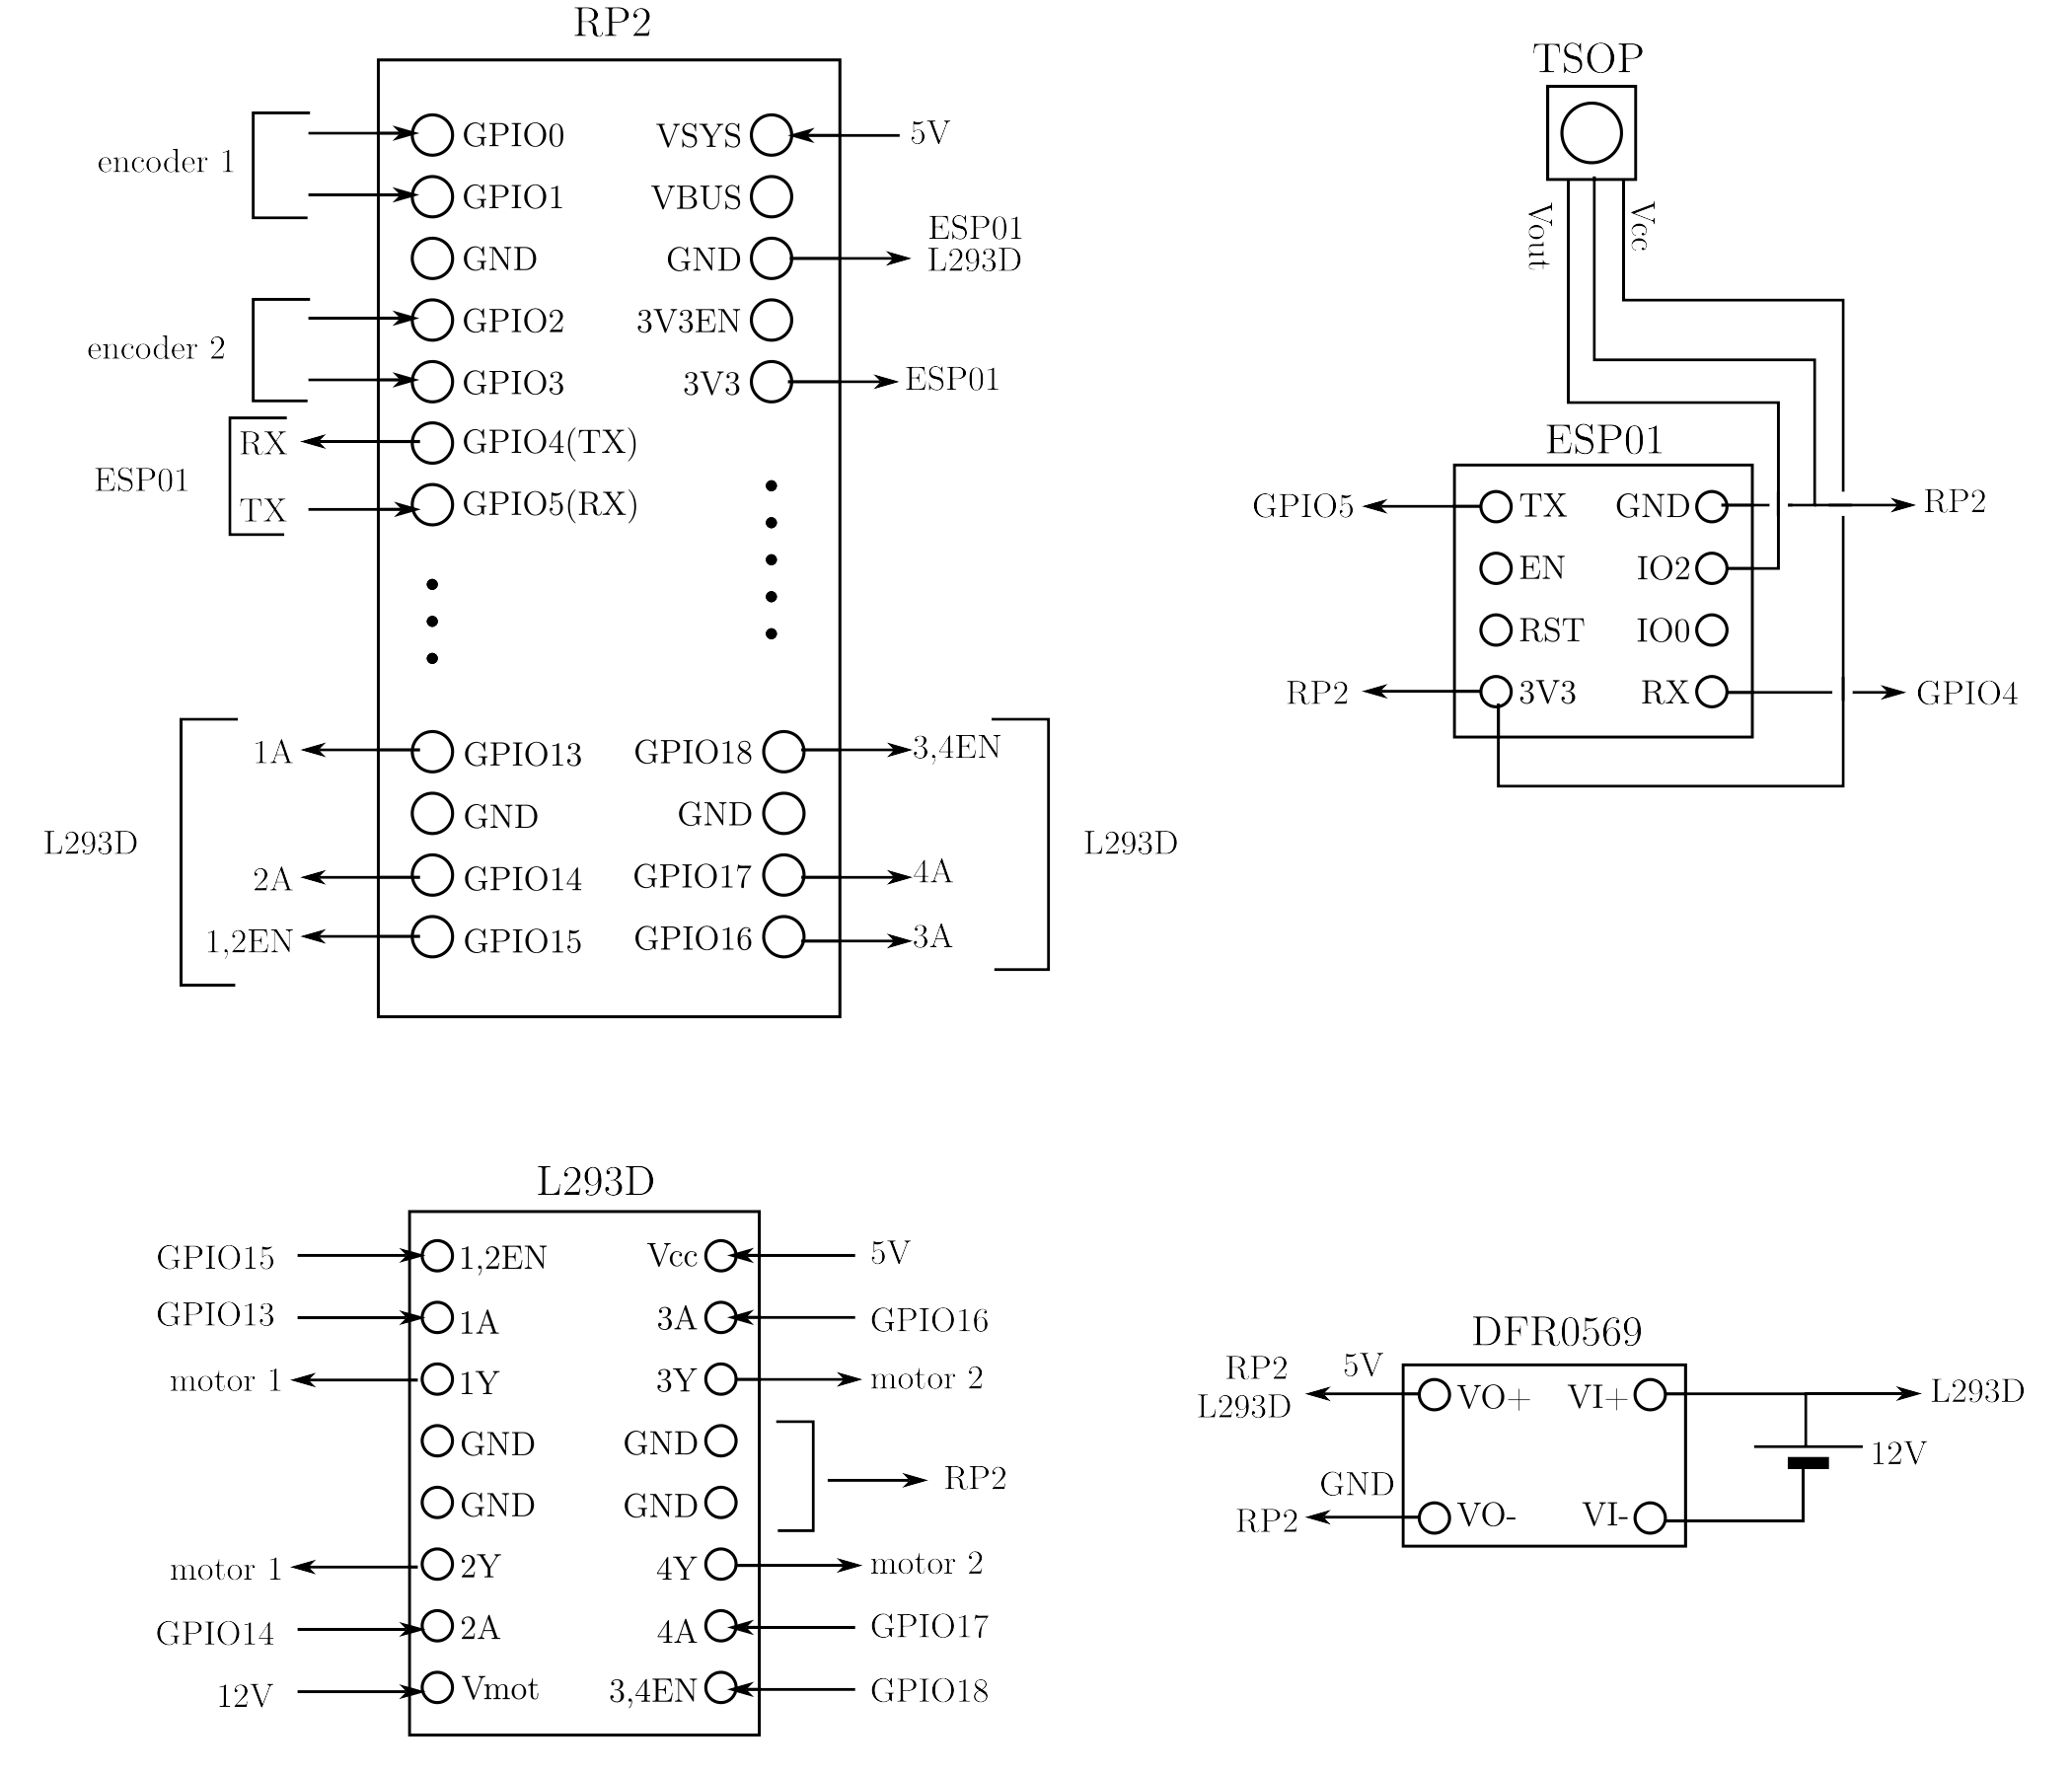 RP2
encoder 1
GPIO0
VSYS
5V
GPIO1
VBUS
GND
GND
ESP01
L293D
encoder 2
GPIO2
3V3EN
GPIO3
3V3
ESP01
ESP01
RX
GPIO4(TX)
TX
GPIO5(RX)
L293D
1A
GPIO13
GPIO18
3,4EN
GND
GND
L293D
2A
GPIO14
GPIO17
4A
1,2EN
GPIO15
GPIO16
3A
TSOP
Vout
Vcc
ESP01
GPIO5
TX
GND
RP2
EN
IO2
RST
IO0
RP2
3V3
RX
GPIO4
L293D
GPIO15
1,2EN
Vcc
5V
GPIO13
1A
3A
GPIO16
motor 1
1Y
3Y
motor 2
GND
GND
GND
GND
RP2
motor 1
2Y
4Y
motor 2
GPIO14
2A
4A
GPIO17
12V
Vmot
3,4EN
GPIO18
DFR0569
RP2
L293D
5V
VO+
VI+
L293D
12V
GND
RP2
VO-
VI-